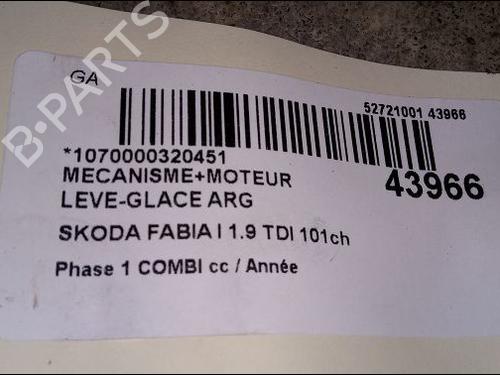 GA
52721001 43966
*1070000320451
MECANISME+MOTEUR
43966
LEVE-GLACE ARG
SKODA FABIA I 1.9 TDI 101ch
Phase 1 COMBI cc / Année
B-PARTS